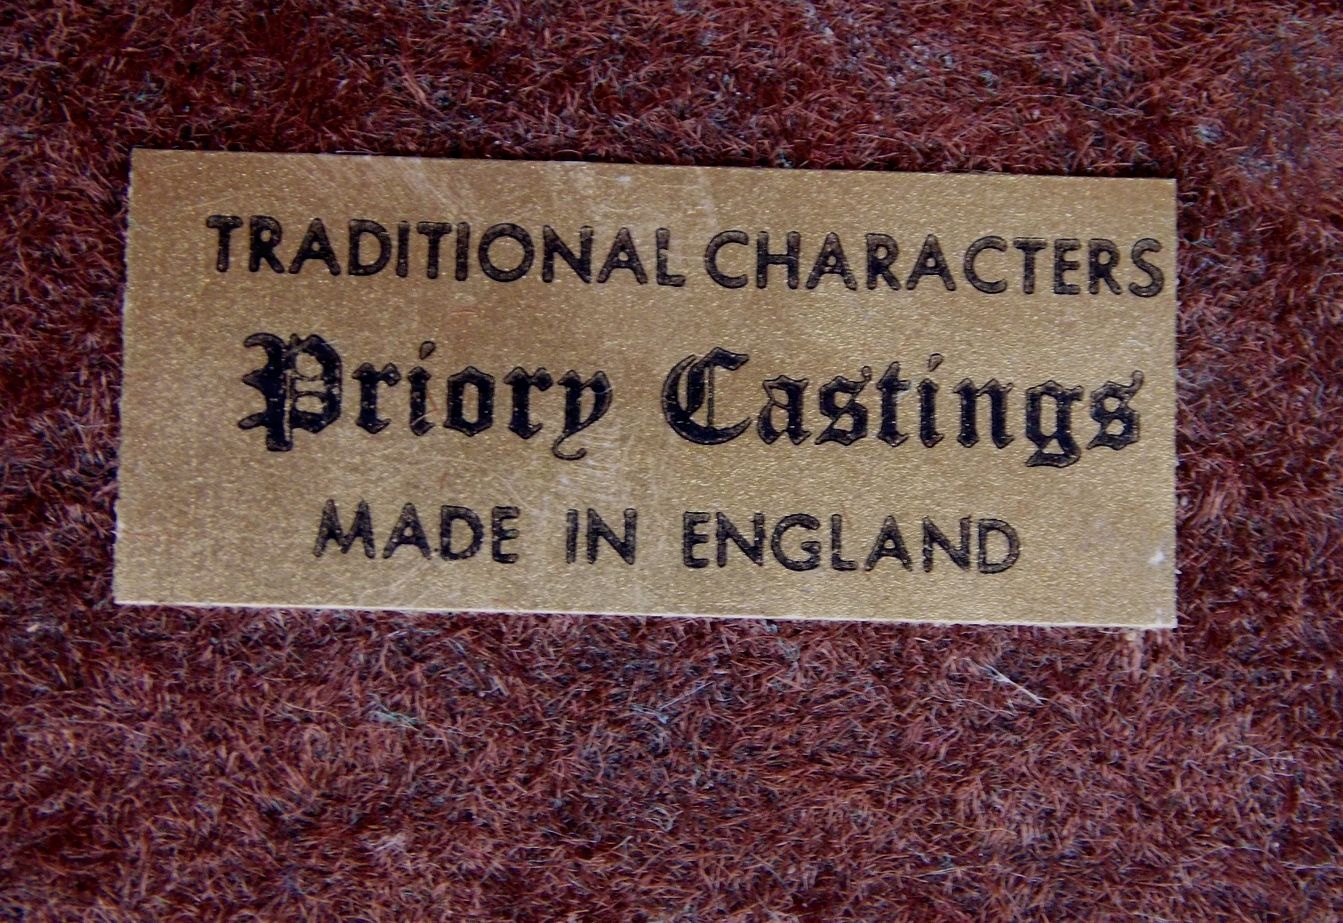 TRADITIONAL CHARACTERS
Priory Castings
MADE IN ENGLAND